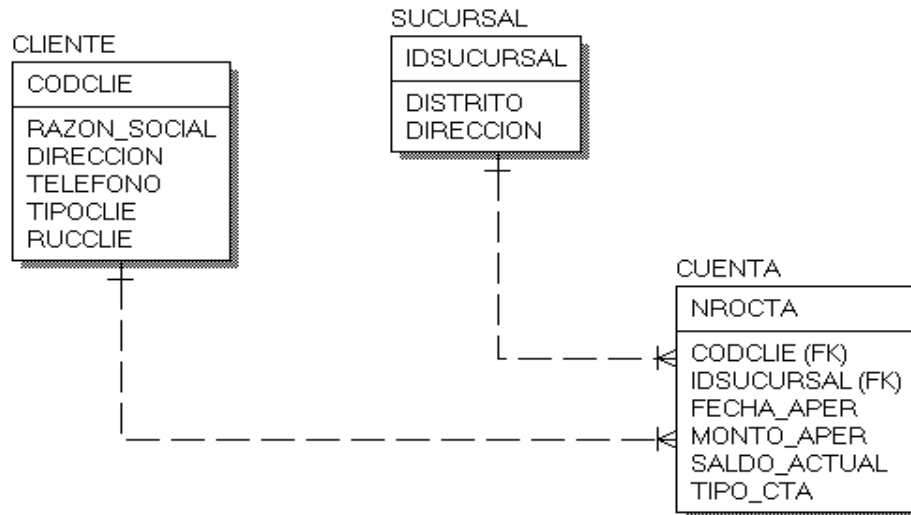 CLIENTE
CODCLIE
RAZON_SOCIAL
DIRECCION
TELEFONO
TIPOCLIE
RUCCLIE
SUCURSAL
IDSUCURSAL
DISTRITO
DIRECCION
CUENTA
NROCTA
CODCLIE (FK)
IDSUCURSAL (FK)
FECHA_APER
MONTO_APER
SALDO_ACTUAL
TIPO_CTA